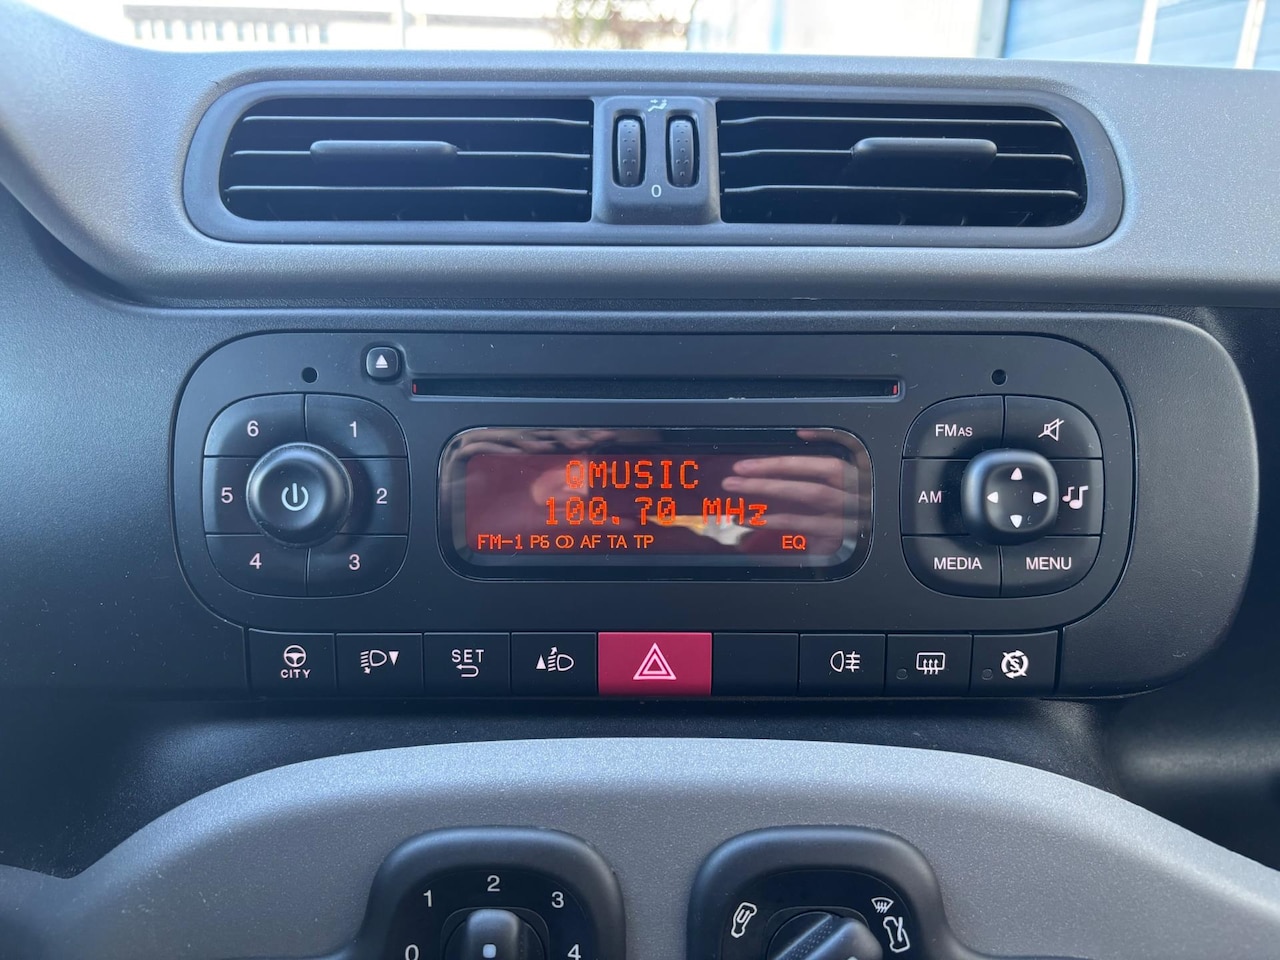 0
6 1
5 2
4 3
QMUSIC
100.70 MHz
FM-1 P6 AF TA TP EQ
FMAS
AM
MEDIA MENU
CITY
SET
0 1 2 3 4